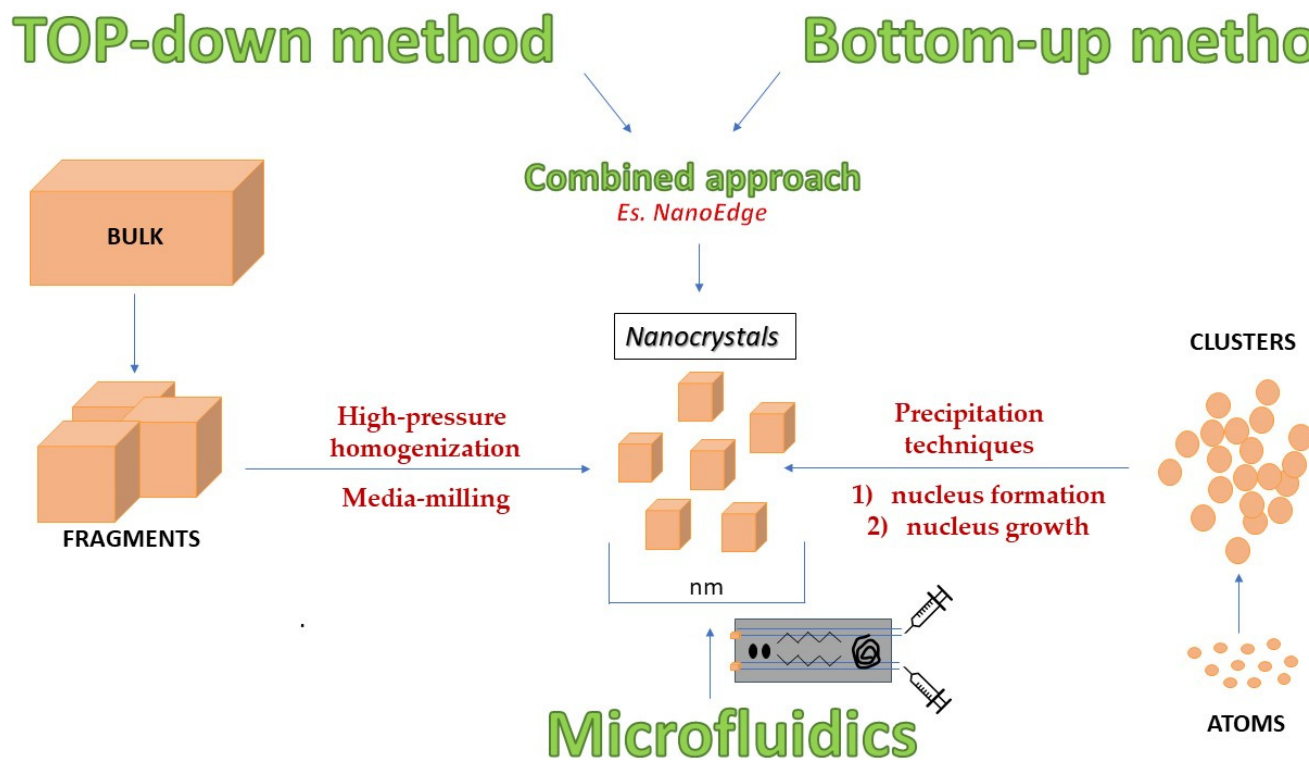 TOP-down method
Bottom-up metho
Combined approach
Es. NanoEdge
BULK
Nanocrystals
CLUSTERS
High-pressure
homogenization
Media-milling
Precipitation
techniques
1) nucleus formation
2) nucleus growth
FRAGMENTS
nm
.
Microfluidics
ATOMS